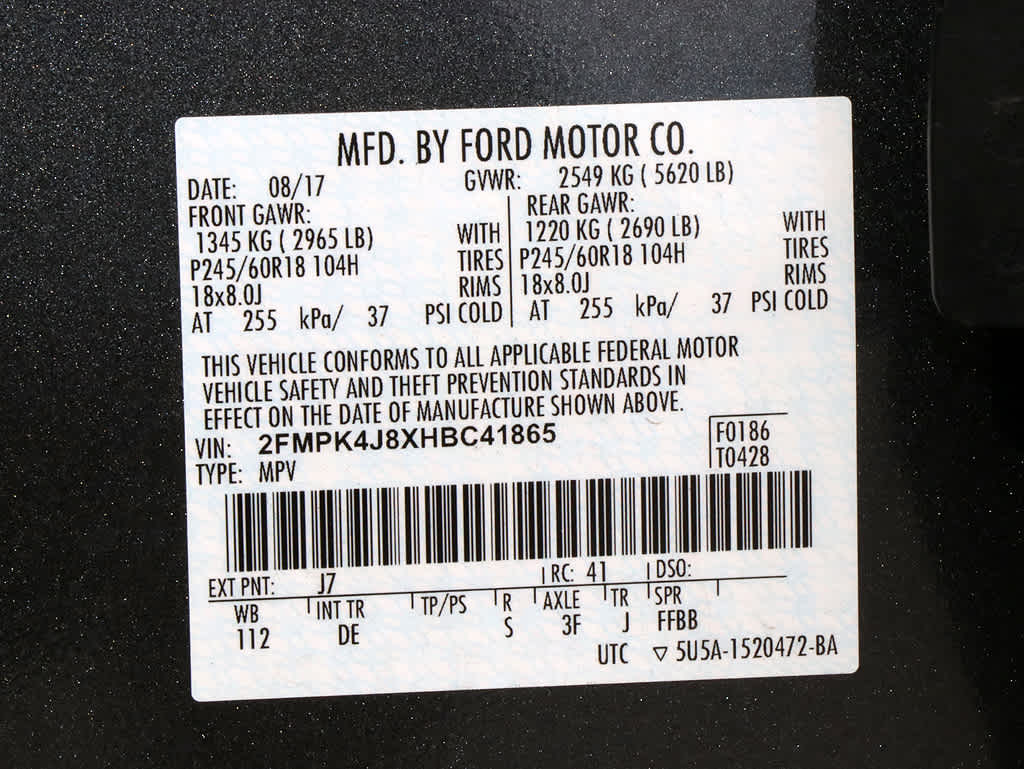 MFD. BY FORD MOTOR CO.
DATE: 08/17 GVWR: 2549 KG ( 5620 LB)
FRONT GAWR: REAR GAWR:
1345 KG ( 2965 LB) WITH 1220 KG ( 2690 LB) WITH
P245/60R18 104H TIRES P245/60R18 104H TIRES
18x8.0J RIMS 18x8.0J RIMS
AT 255 kPa/ 37 PSI COLD AT 255 kPa/ 37 PSI COLD
THIS VEHICLE CONFORMS TO ALL APPLICABLE FEDERAL MOTOR
VEHICLE SAFETY AND THEFT PREVENTION STANDARDS IN
EFFECT ON THE DATE OF MANUFACTURE SHOWN ABOVE.
VIN: 2FMPK4J8XHBC41865 F0186
TYPE: MPV T0428
EXT PNT: J7 RC: 41 DSO:
WB INT TR TP/PS R AXLE TR SPR
112 DE S 3F J FFBB
UTC ▽ 5U5A-1520472-BA